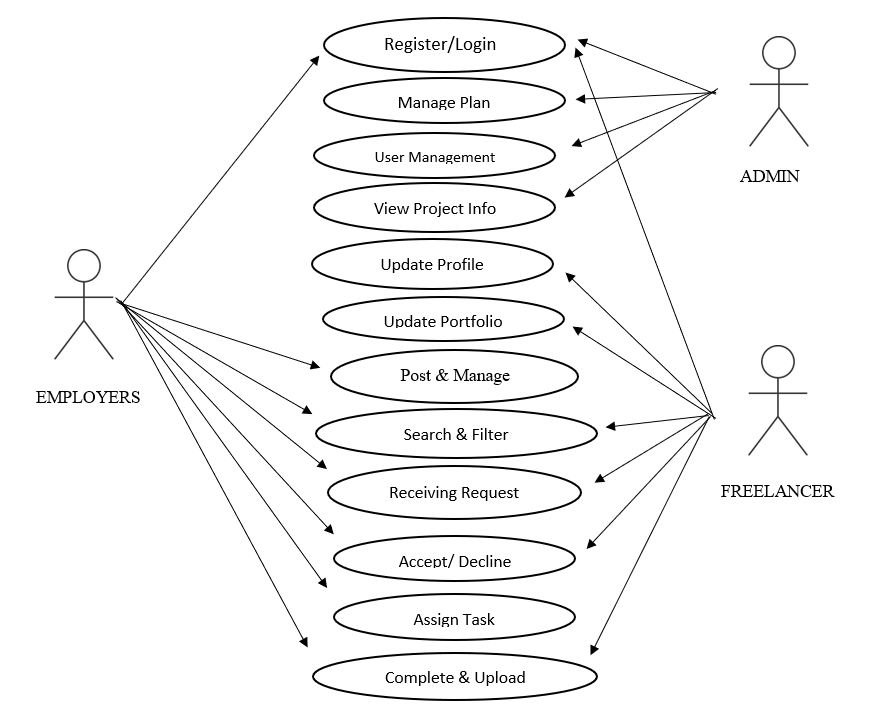 Register/Login
Manage Plan
User Management
ADMIN
View Project Info
Update Profile
Update Portfolio
Post & Manage
EMPLOYERS
Search & Filter
Receiving Request
FREELANCER
Accept/ Decline
Assign Task
Complete & Upload